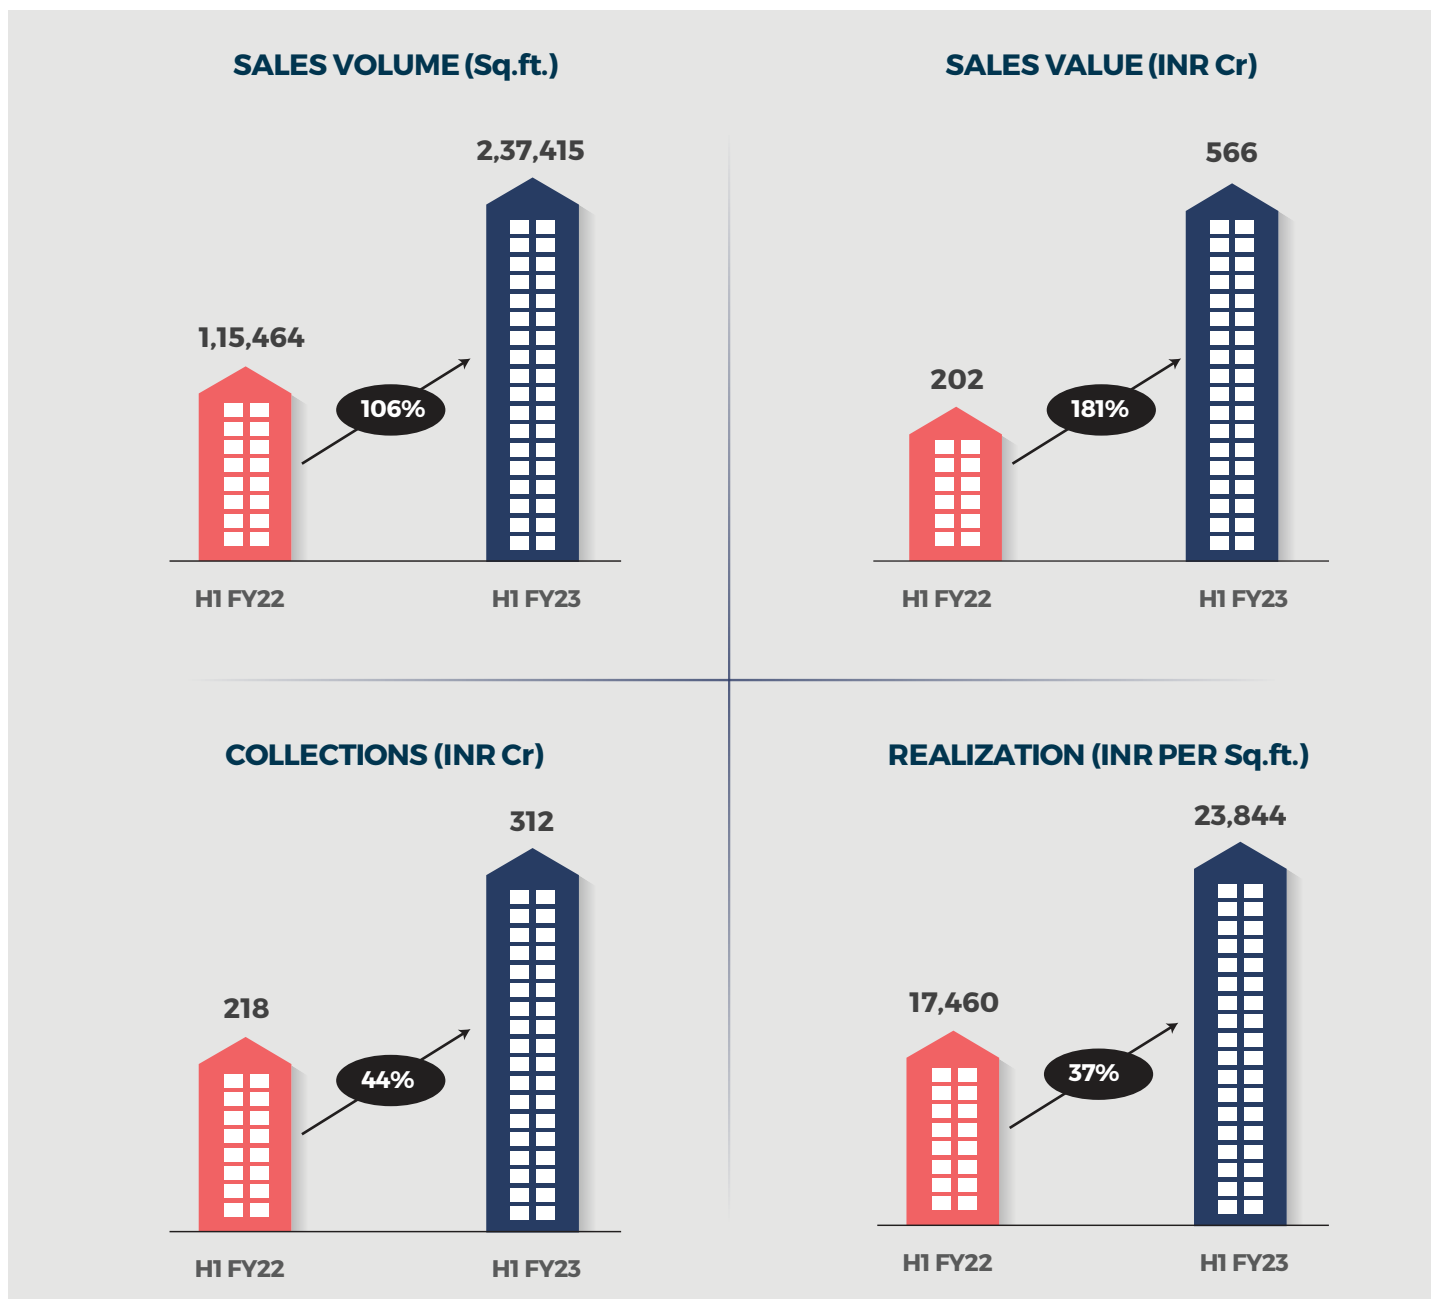 SALES VOLUME (Sq.ft.)
2,37,415
1,15,464
106%
H1 FY22 H1 FY23
SALES VALUE (INR Cr)
566
202
181%
H1 FY22 H1 FY23
COLLECTIONS (INR Cr)
312
218
44%
H1 FY22 H1 FY23
REALIZATION (INR PER Sq.ft.)
23,844
17,460
37%
H1 FY22 H1 FY23